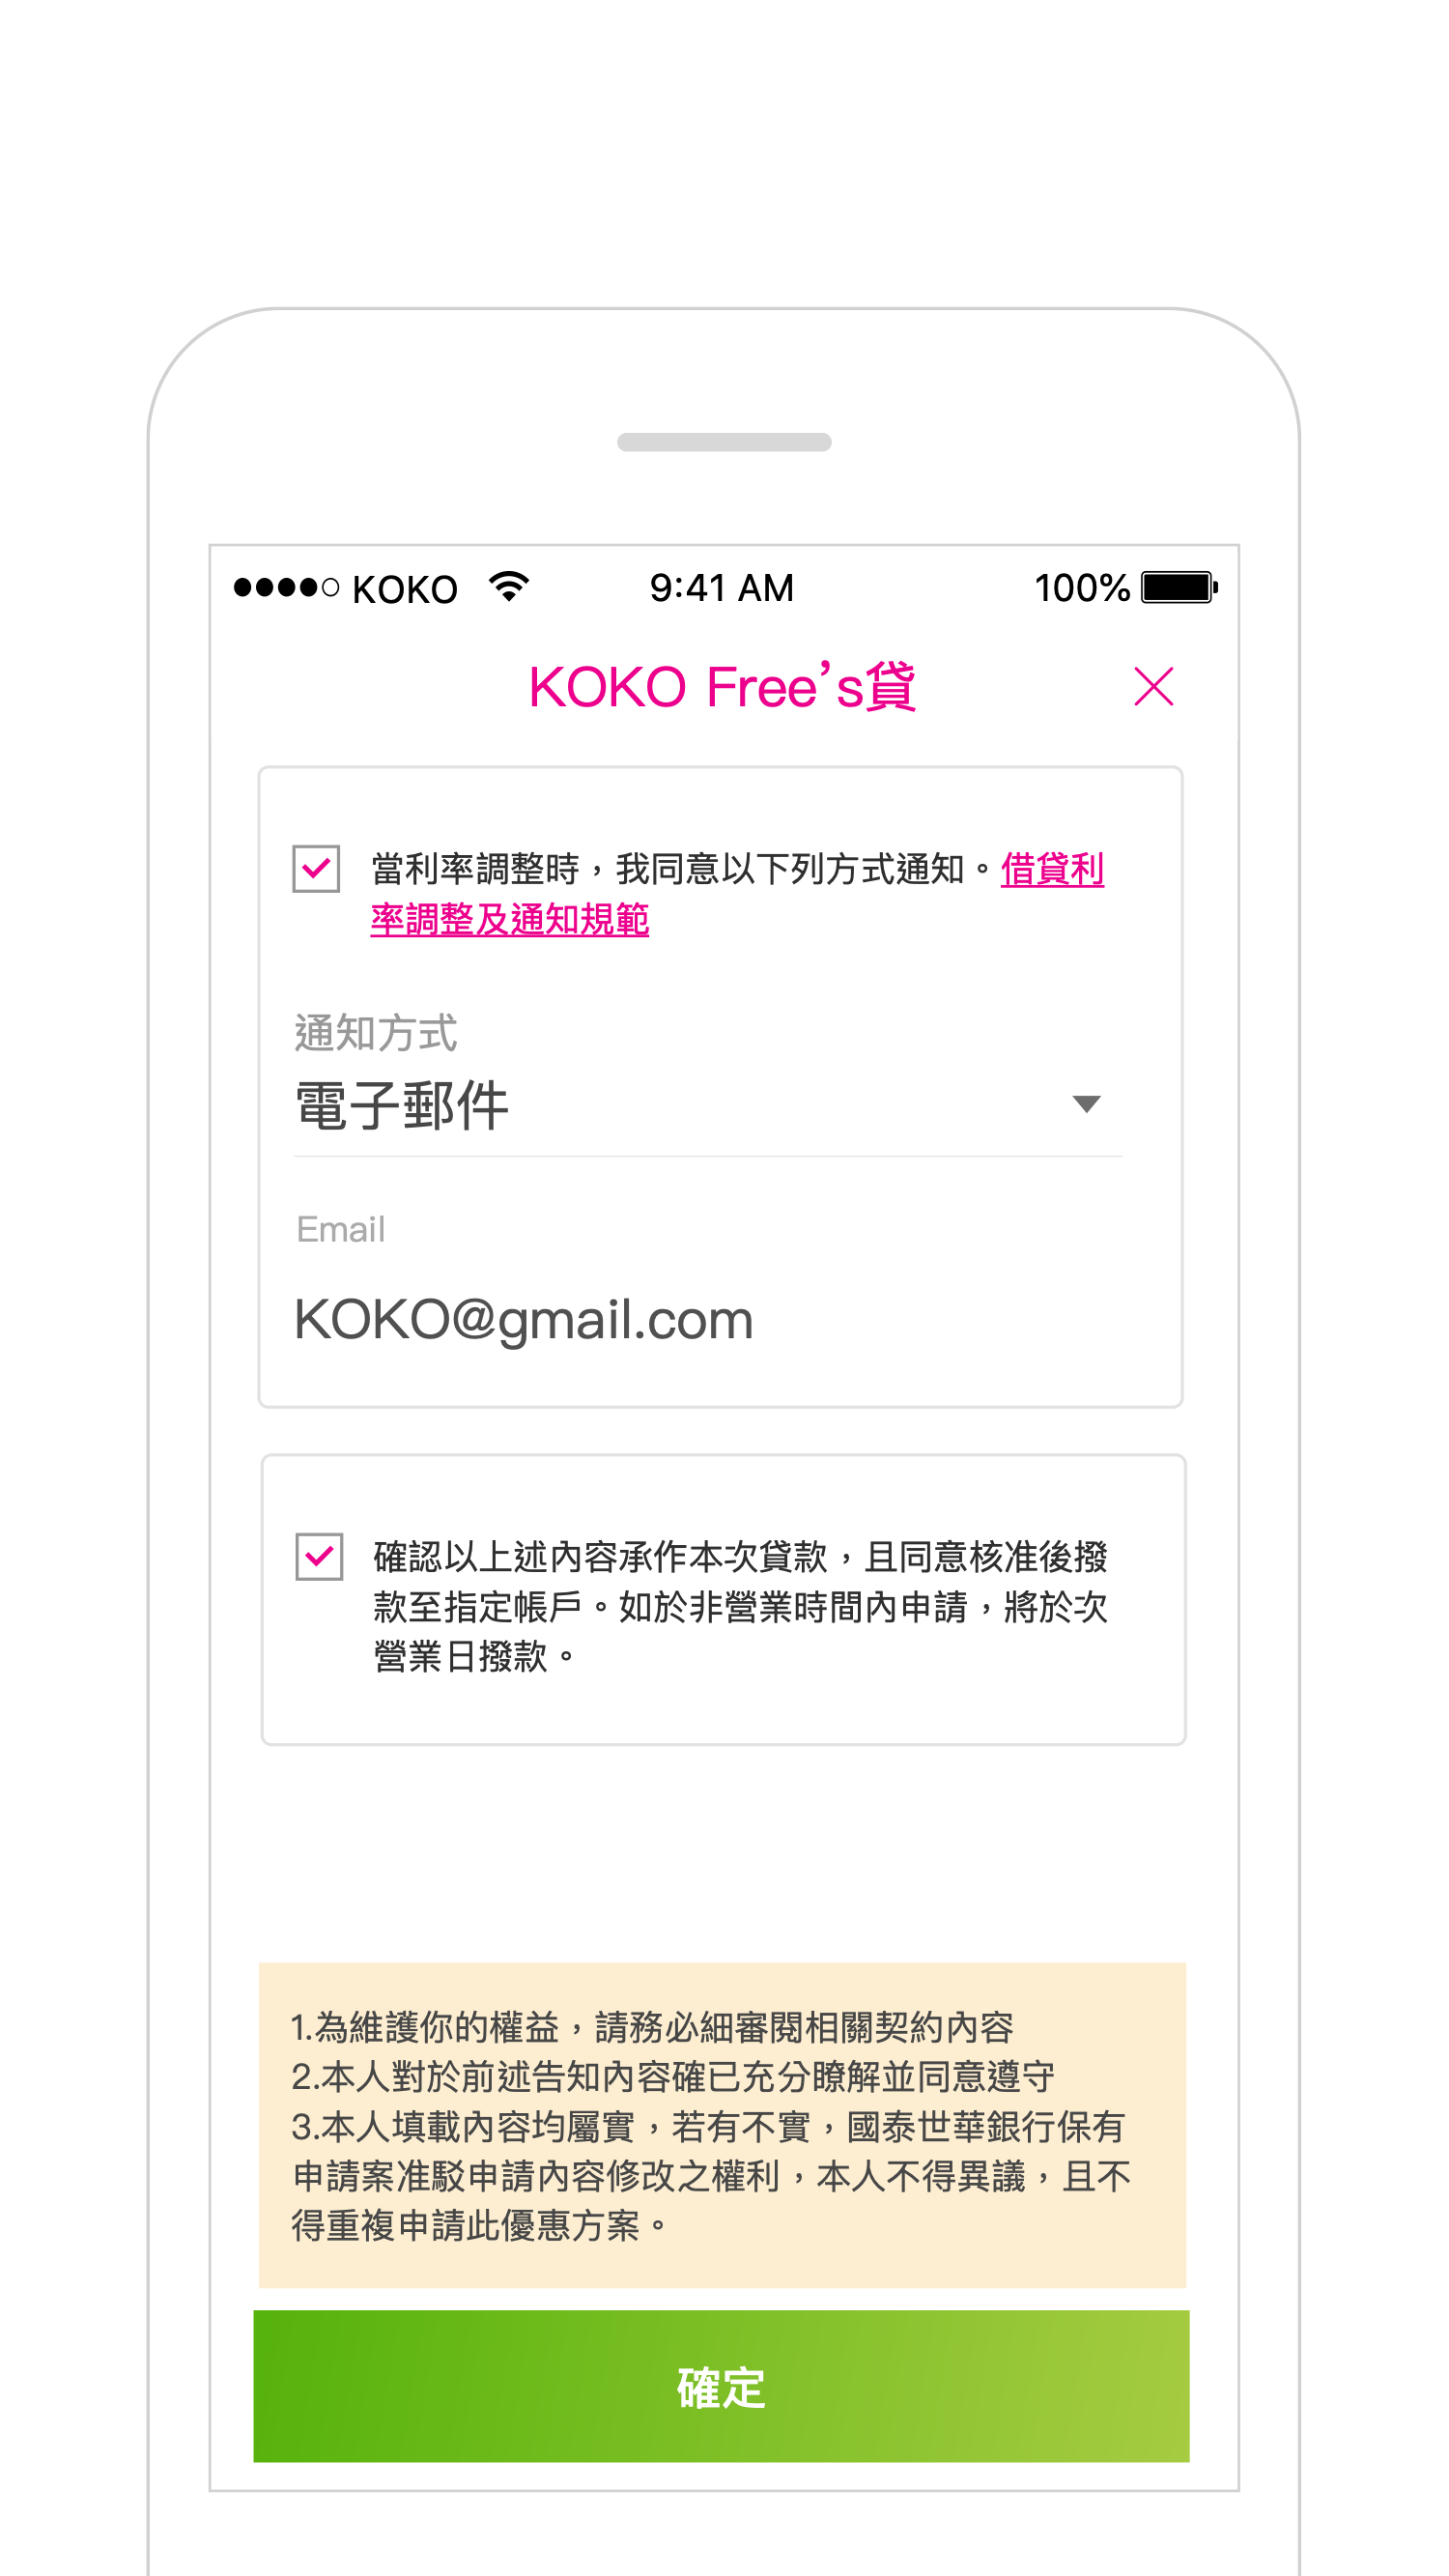 KOKO 9:41 AM 100%
KOKO Free’s貸
當利率調整時，我同意以下列方式通知。借貸利
率調整及通知規範
通知方式
電子郵件
Email
KOKO@gmail.com
確認以上述內容承作本次貸款，且同意核准後撥
款至指定帳戶。如於非營業時間內申請，將於次
營業日撥款。
1.為維護你的權益，請務必細審閱相關契約內容
2.本人對於前述告知內容確已充分瞭解並同意遵守
3.本人填載內容均屬實，若有不實，國泰世華銀行保有
申請案准駁申請內容修改之權利，本人不得異議，且不
得重複申請此優惠方案。
確定